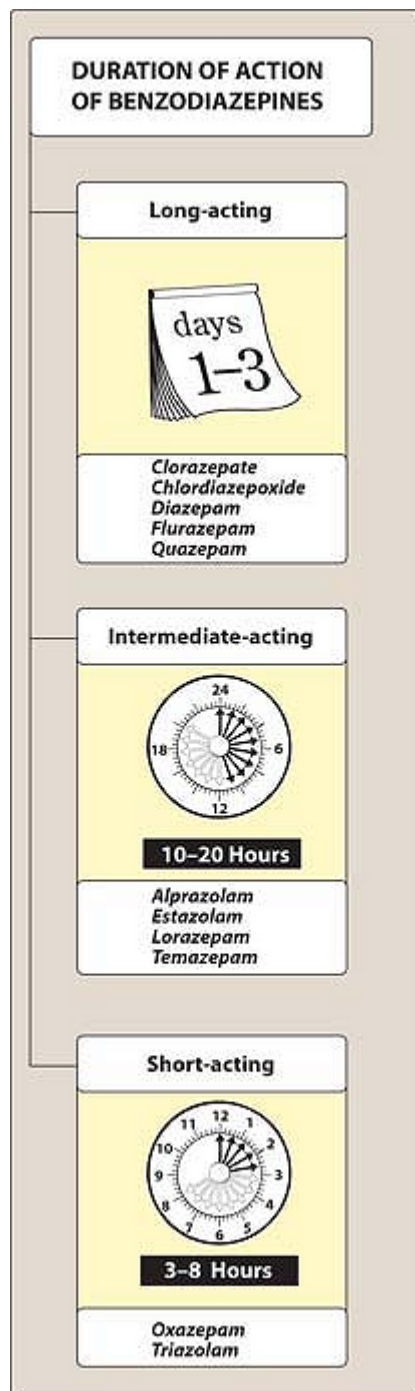 DURATION OF ACTION
OF BENZODIAZEPINES
Long-acting
days
1–3
Clorazepate
Chlordiazepoxide
Diazepam
Flurazepam
Quazepam
Intermediate-acting
24
18
6
12
10–20 Hours
Alprazolam
Estazolam
Lorazepam
Temazepam
Short-acting
12
11
1
10
2
9
3
8
4
7
5
6
3–8 Hours
Oxazepam
Triazolam